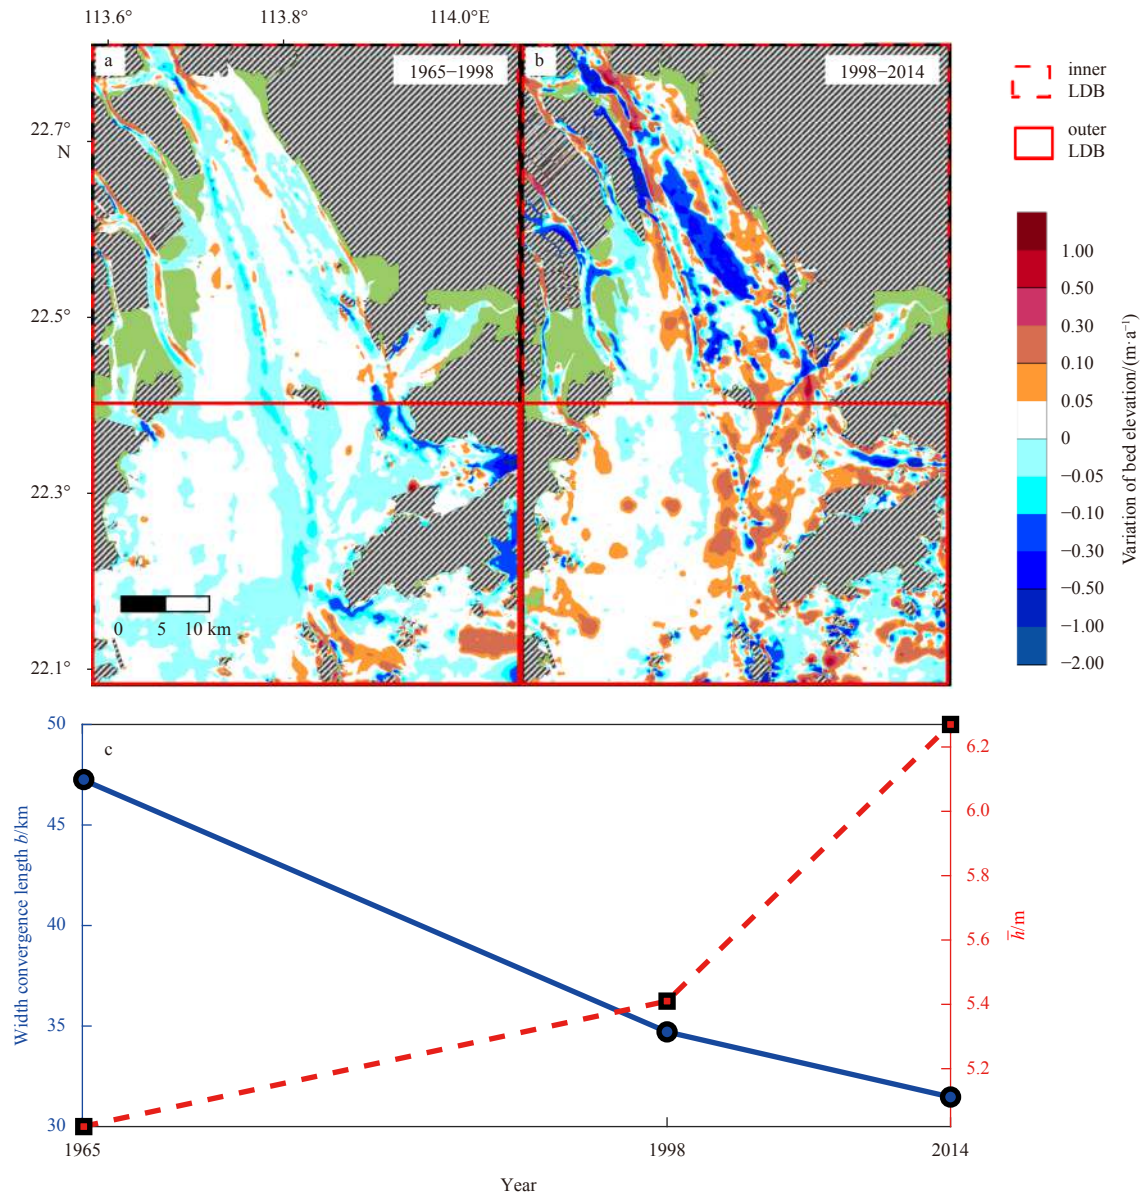 113.6°
113.8°
114.0°E
a
1965−1998
b
1998−2014
inner
LDB
outer
LDB
22.7°
N
22.5°
22.3°
22.1°
0
5
10 km
1.00
0.50
0.30
0.10
0.05
0
−0.05
−0.10
−0.30
−0.50
−1.00
−2.00
Variation of bed elevation/(m·a⁻¹)
c
50
45
40
35
30
Width convergence length b/km
6.2
6.0
5.8
5.6
5.4
5.2
h̅/m
1965
1998
2014
Year